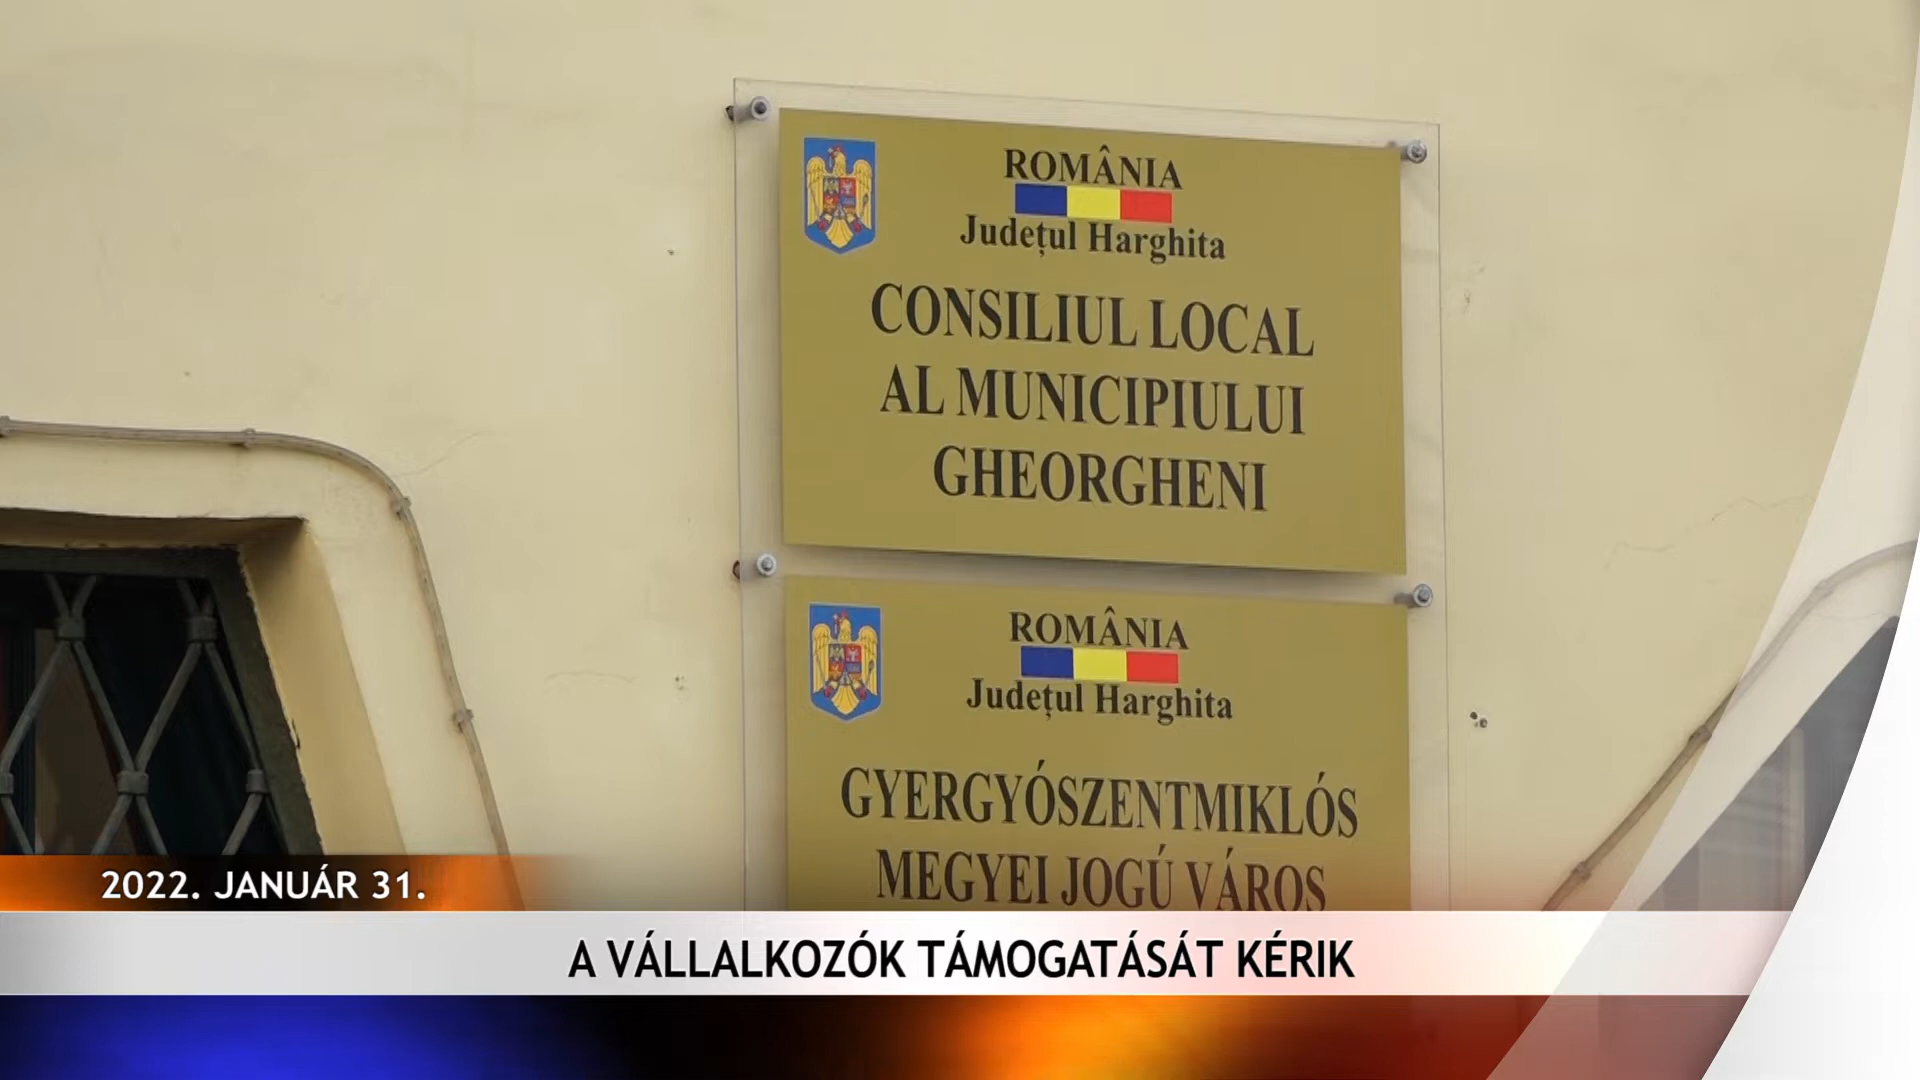 ROMÂNIA
Județul Harghita
CONSILIUL LOCAL
AL MUNICIPIULUI
GHEORGHENI
ROMÂNIA
Județul Harghita
GYERGYÓSZENTMIKLÓS
MEGYEI JOGÚ VÁROS
2022. JANUÁR 31.
A VÁLLALKOZÓK TÁMOGATÁSÁT KÉRIK